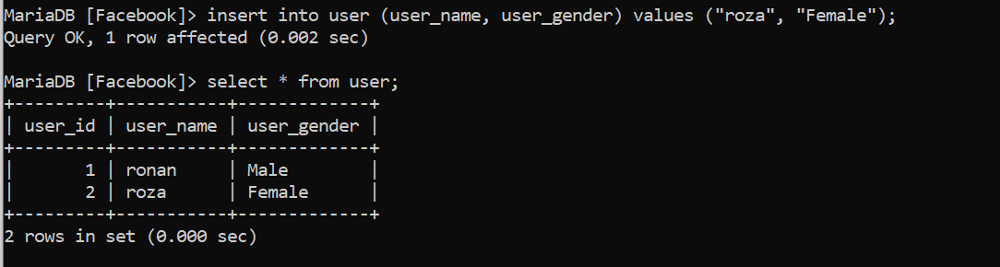 MariaDB [Facebook]> insert into user (user_name, user_gender) values ("roza", "Female");
Query OK, 1 row affected (0.002 sec)
MariaDB [Facebook]> select * from user;
+---------+-----------+-------------+
| user_id | user_name | user_gender |
+---------+-----------+-------------+
|       1 | ronan     | Male        |
|       2 | roza      | Female      |
+---------+-----------+-------------+
2 rows in set (0.000 sec)